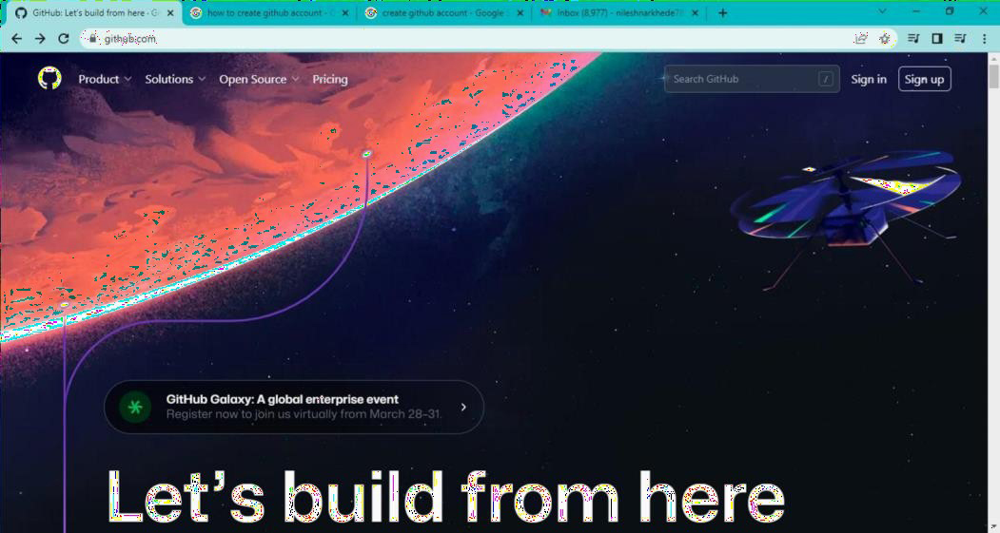 GitHub: Let's build from here · G
how to create github account - G
create github account - Google S
Inbox (8,977) - nileshnarkhede7
github.com
Product Solutions Open Source Pricing Search GitHub / Sign in Sign up
GitHub Galaxy: A global enterprise event
Register now to join us virtually from March 28–31.
Let's build from here